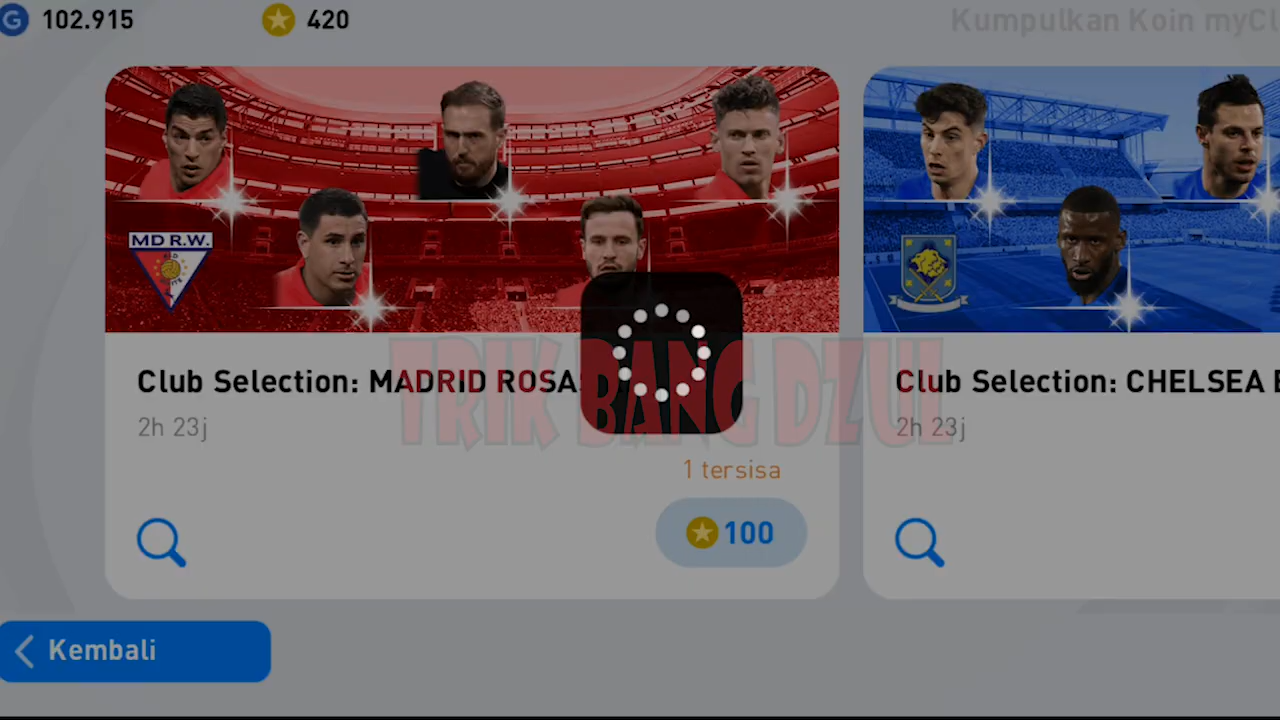 102.915
420
Kumpulkan Koin myCl
MD R.W.
Club Selection: MADRID ROSA
2h 23j
1 tersisa
100
Club Selection: CHELSEA
2h 23j
TRIK BANG DZUL
Kembali